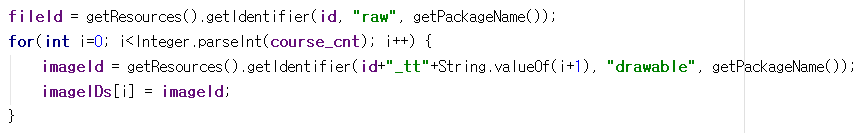 fileId = getResources().getIdentifier(id, "raw", getPackageName());
for(int i=0; i<Integer.parseInt(course_cnt); i++) {
    imageId = getResources().getIdentifier(id+"_tt"+String.valueOf(i+1), "drawable", getPackageName());
    imageIDs[i] = imageId;
}